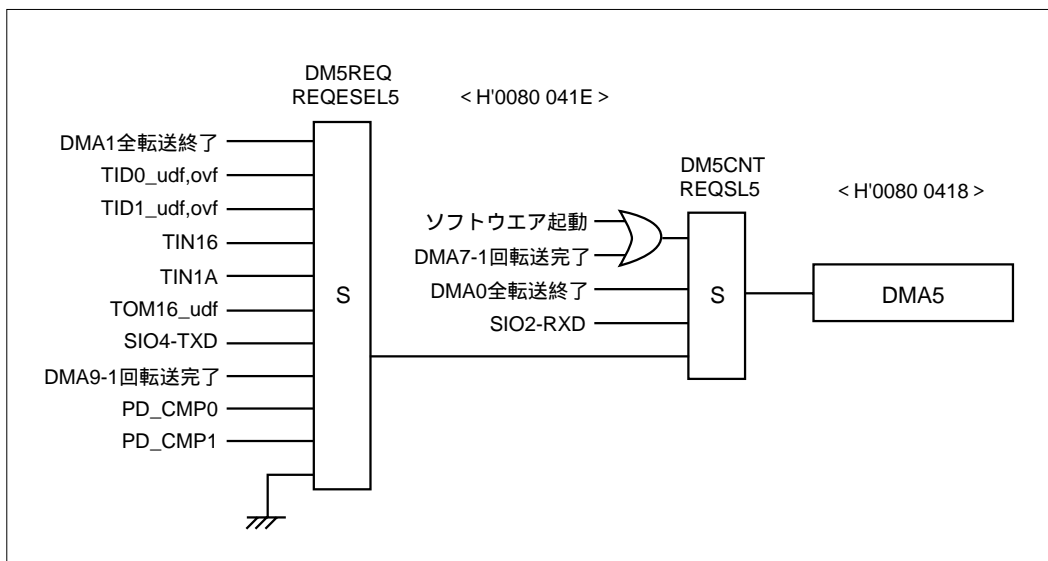 DM5REQ
REQESEL5
< H'0080 041E >
DMA1全転送終了
TID0_udf,ovf
TID1_udf,ovf
TIN16
TIN1A
TOM16_udf
SIO4-TXD
DMA9-1回転送完了
PD_CMP0
PD_CMP1
S
DM5CNT
REQSL5
< H'0080 0418 >
ソフトウエア起動
DMA7-1回転送完了
DMA0全転送終了
SIO2-RXD
S
DMA5